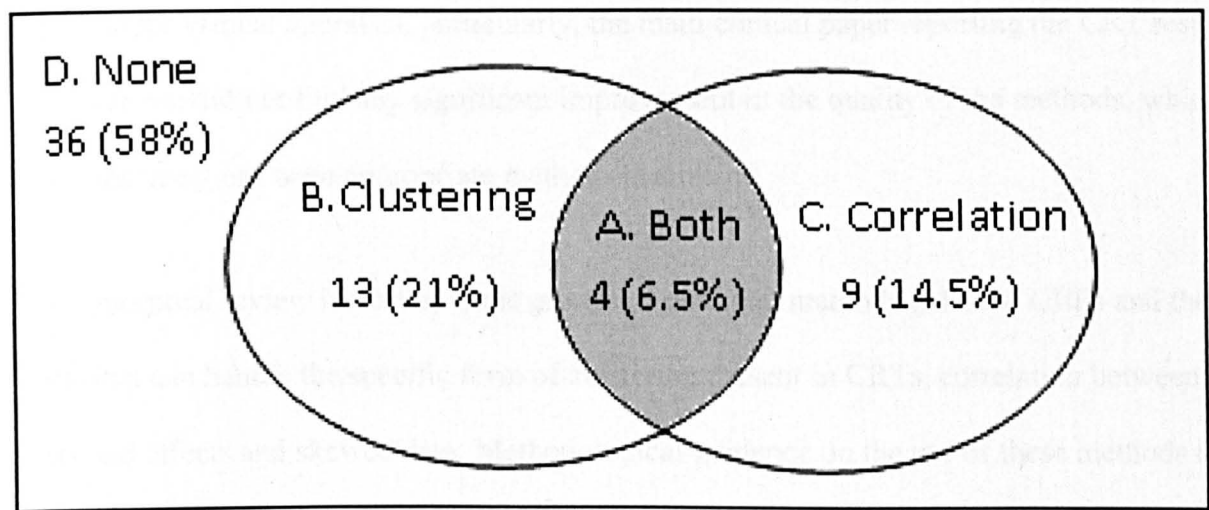 D. None
36 (58%)
B.Clustering
13 (21%)
A. Both
4 (6.5%)
C. Correlation
9 (14.5%)